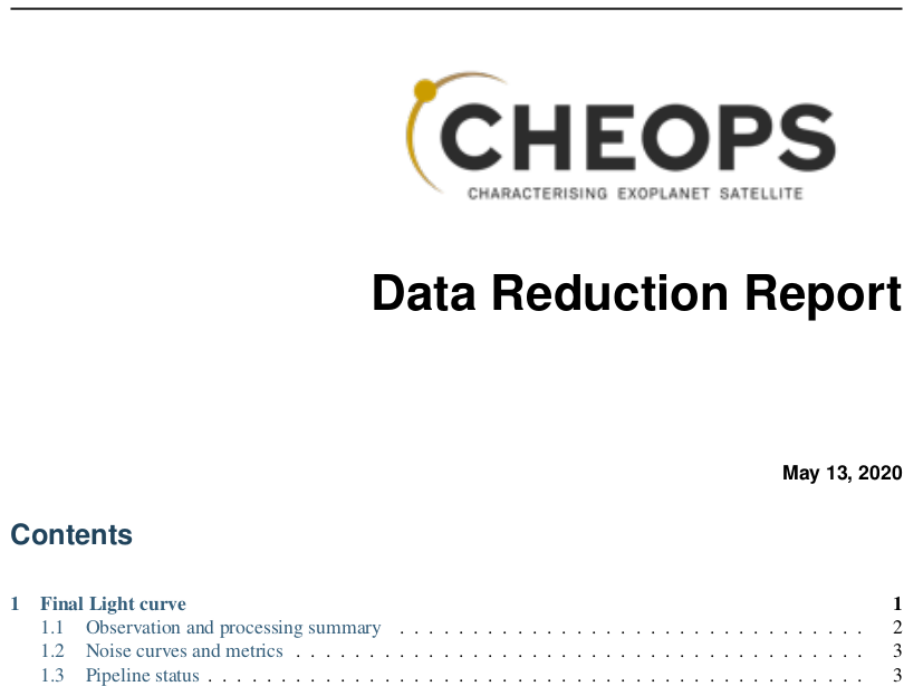 CHEOPS
CHARACTERISING EXOPLANET SATELLITE
Data Reduction Report
May 13, 2020
Contents
1 Final Light curve 1
1.1 Observation and processing summary . . . . . . . . . . . . . . . . . . . . . . . . . . . . . . . . 2
1.2 Noise curves and metrics . . . . . . . . . . . . . . . . . . . . . . . . . . . . . . . . . . . . . . . 3
1.3 Pipeline status . . . . . . . . . . . . . . . . . . . . . . . . . . . . . . . . . . . . . . . . . . . . . 3